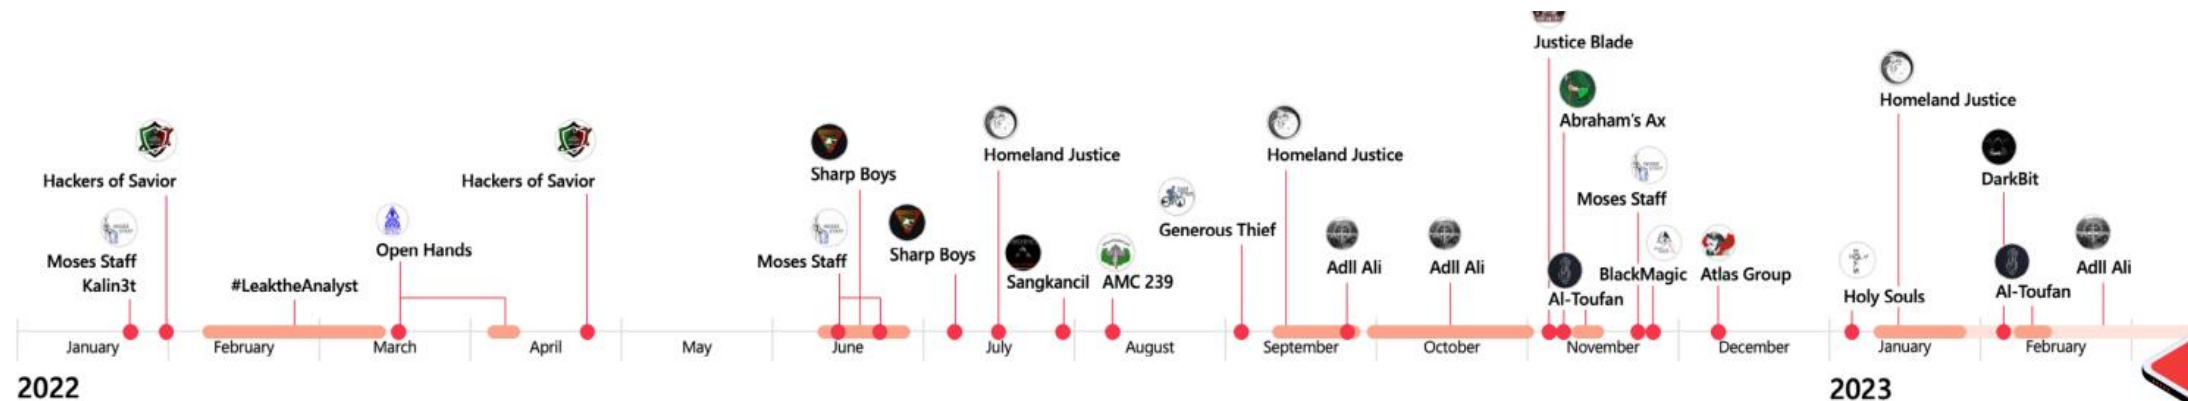 Justice Blade
Homeland Justice
Abraham's Ax
Homeland Justice
Homeland Justice
Sharp Boys
Hackers of Savior
Hackers of Savior
DarkBit
Moses Staff
Generous Thief
Open Hands
Sharp Boys
Moses Staff
Moses Staff
Kalin3t
#LeaktheAnalyst
Sangkancil
AMC 239
Adll Ali
Adll Ali
BlackMagic
Atlas Group
Adll Ali
Al-Toufan
Holy Souls
Al-Toufan
January
February
March
April
May
June
July
August
September
October
November
December
January
February
2022
2023